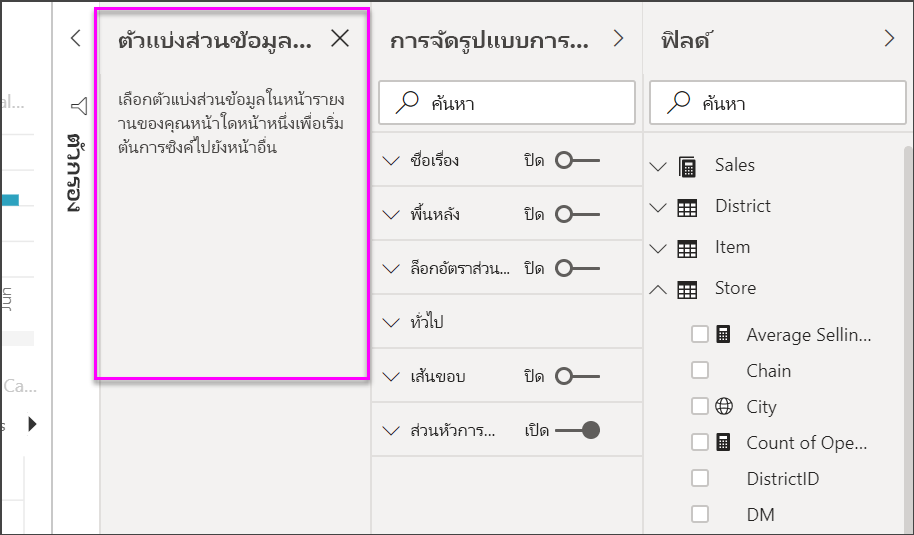 al...
Jun
Ca...
s
ตัวกรอง
ตัวแบ่งส่วนข้อมูล...
เลือกตัวแบ่งส่วนข้อมูลในหน้ารายง
านของคุณหน้าใดหน้าหนึ่งเพื่อเริ่ม
ต้นการซิงค์ไปยังหน้าอื่น
การจัดรูปแบบการ...
ค้นหา
ชื่อเรื่อง ปิด
พื้นหลัง ปิด
ล็อกอัตราส่วน... ปิด
ทั่วไป
เส้นขอบ ปิด
ส่วนหัวการ... เปิด
ฟิลด์
ค้นหา
Sales
District
Item
Store
Average Sellin...
Chain
City
Count of Ope...
DistrictID
DM